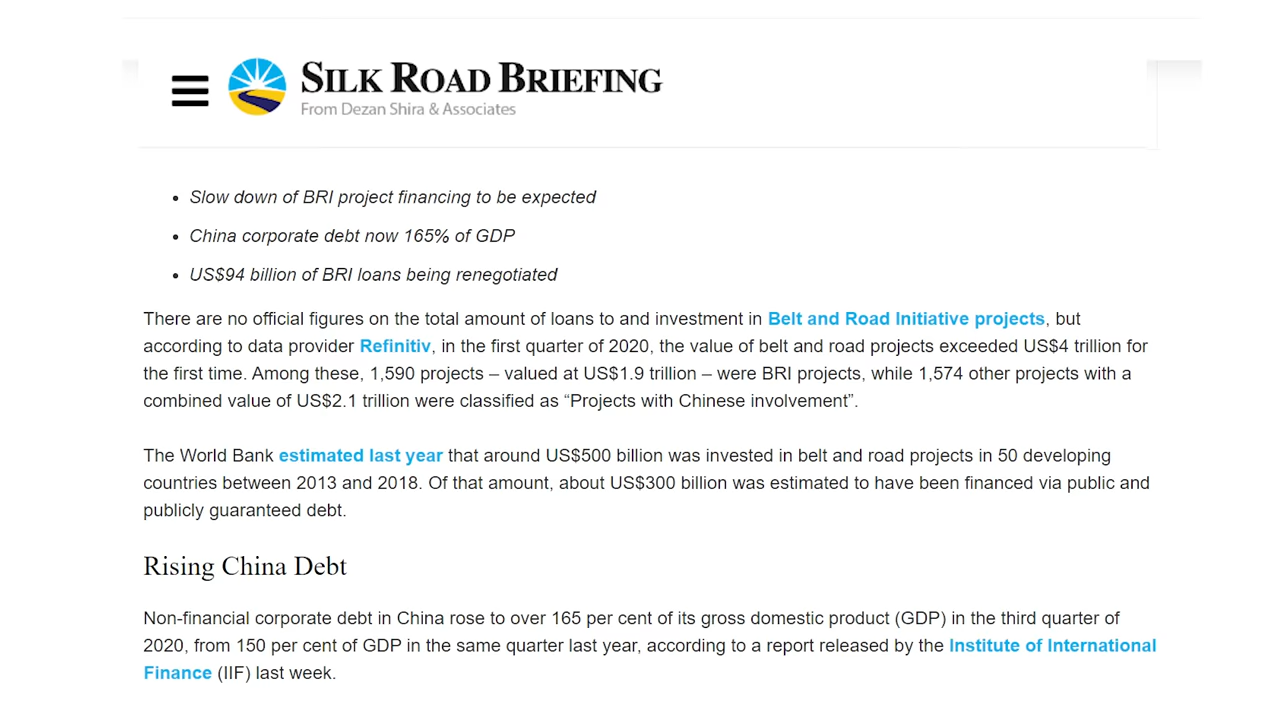 SILK ROAD BRIEFING
From Dezan Shira & Associates
• Slow down of BRI project financing to be expected
• China corporate debt now 165% of GDP
• US$94 billion of BRI loans being renegotiated
There are no official figures on the total amount of loans to and investment in Belt and Road Initiative projects, but
according to data provider Refinitiv, in the first quarter of 2020, the value of belt and road projects exceeded US$4 trillion for
the first time. Among these, 1,590 projects – valued at US$1.9 trillion – were BRI projects, while 1,574 other projects with a
combined value of US$2.1 trillion were classified as “Projects with Chinese involvement”.
The World Bank estimated last year that around US$500 billion was invested in belt and road projects in 50 developing
countries between 2013 and 2018. Of that amount, about US$300 billion was estimated to have been financed via public and
publicly guaranteed debt.
Rising China Debt
Non-financial corporate debt in China rose to over 165 per cent of its gross domestic product (GDP) in the third quarter of
2020, from 150 per cent of GDP in the same quarter last year, according to a report released by the Institute of International
Finance (IIF) last week.